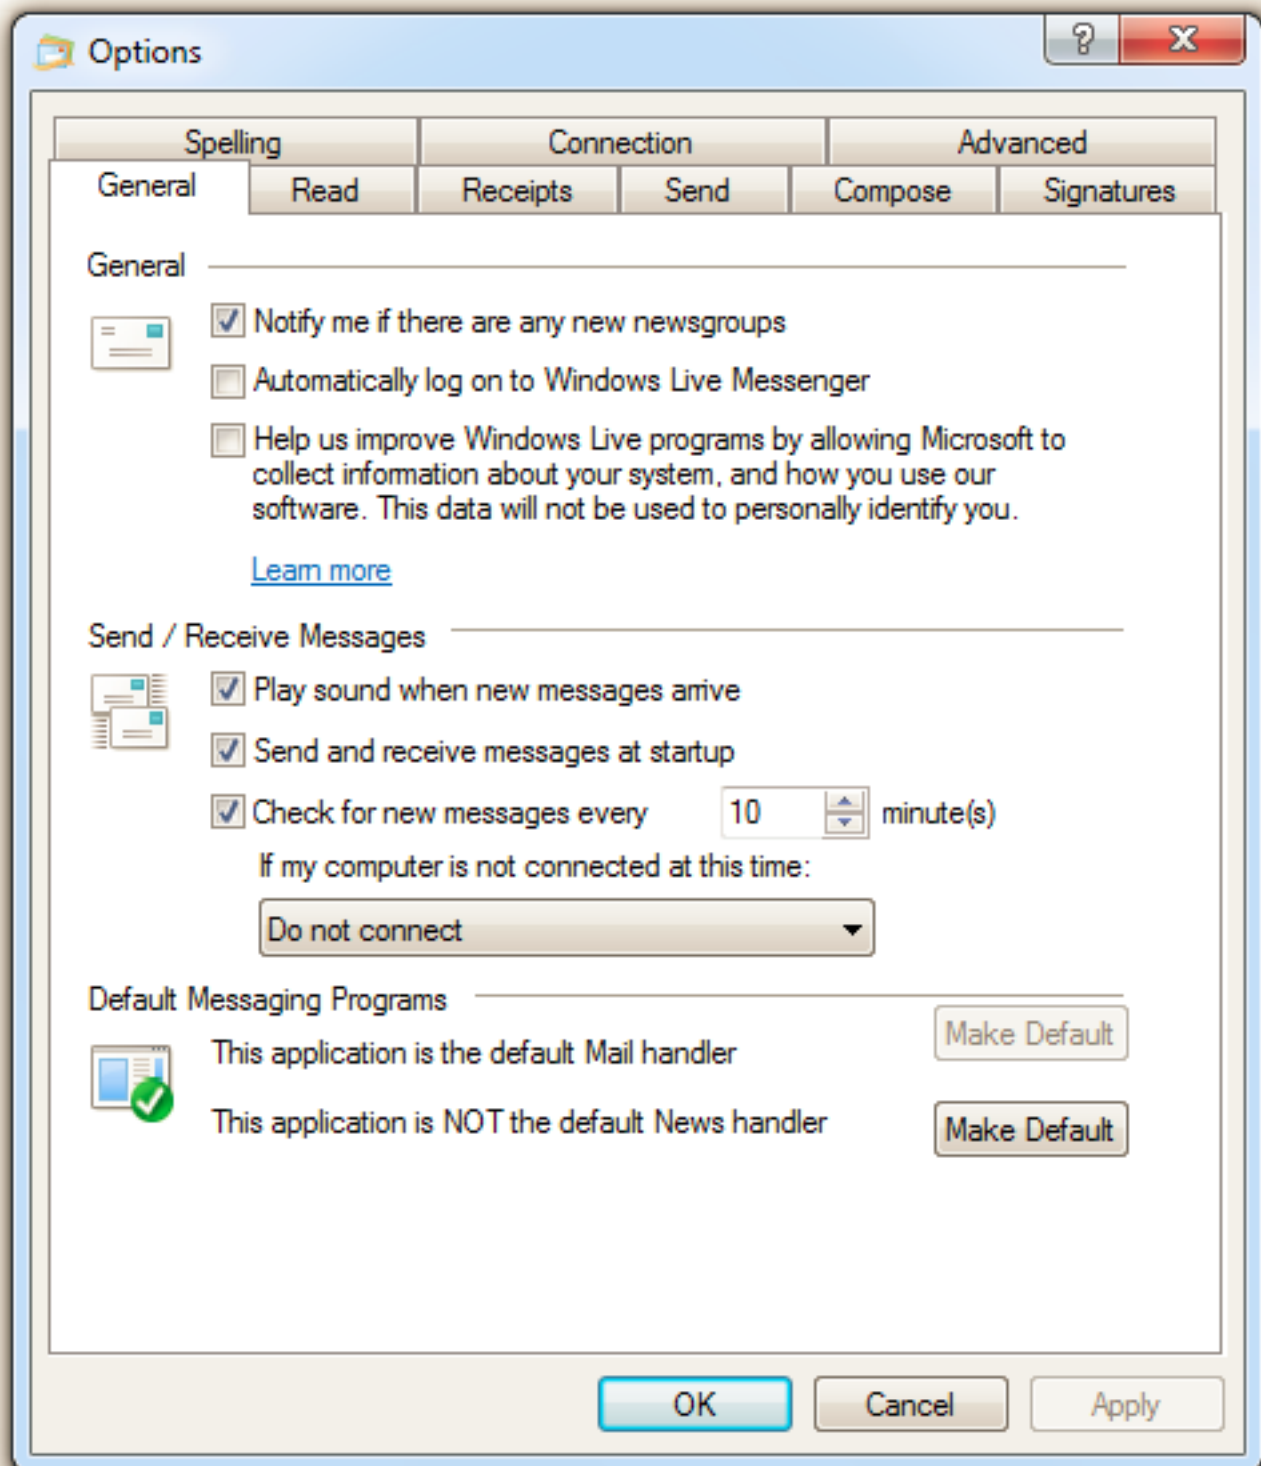 Options
Spelling Connection Advanced
General Read Receipts Send Compose Signatures
General
Notify me if there are any new newsgroups
Automatically log on to Windows Live Messenger
Help us improve Windows Live programs by allowing Microsoft to
collect information about your system, and how you use our
software. This data will not be used to personally identify you.
Learn more
Send / Receive Messages
Play sound when new messages arrive
Send and receive messages at startup
Check for new messages every 10 minute(s)
If my computer is not connected at this time:
Do not connect
Default Messaging Programs
This application is the default Mail handler Make Default
This application is NOT the default News handler Make Default
OK Cancel Apply